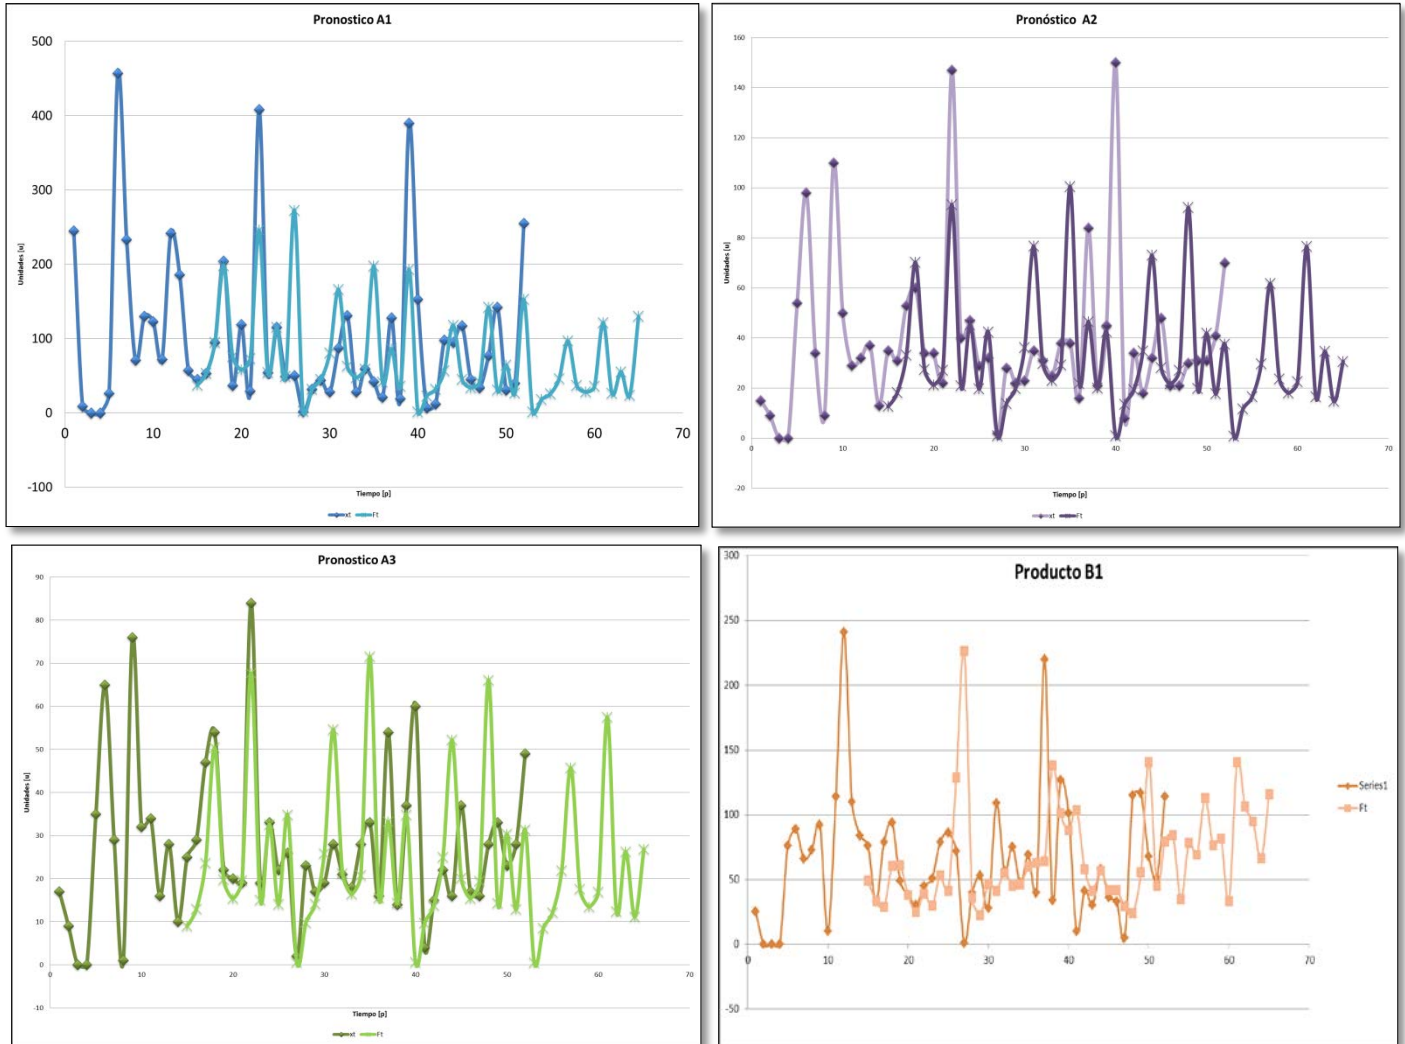 Pronostico A1
500
400
300
200
100
0
-100
0 10 20 30 40 50 60 70
Unidades [u]
Tiempo [p]
xt Ft
Pronóstico A2
160
140
120
100
80
60
40
20
0
-20
0 10 20 30 40 50 60 70
Unidades [u]
Tiempo [p]
xt Ft
Pronostico A3
90
80
70
60
50
40
30
20
10
0
-10
0 10 20 30 40 50 60 70
Unidades [u]
Tiempo [p]
xt Ft
Producto B1
300
250
200
150
100
50
0
-50
0 10 20 30 40 50 60 70
Series1
Ft